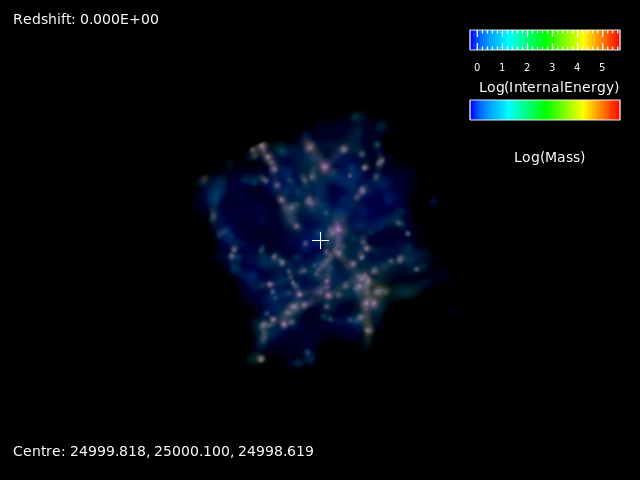 Redshift: 0.000E+00
0 1 2 3 4 5
Log(InternalEnergy)
Log(Mass)
Centre: 24999.818, 25000.100, 24998.619